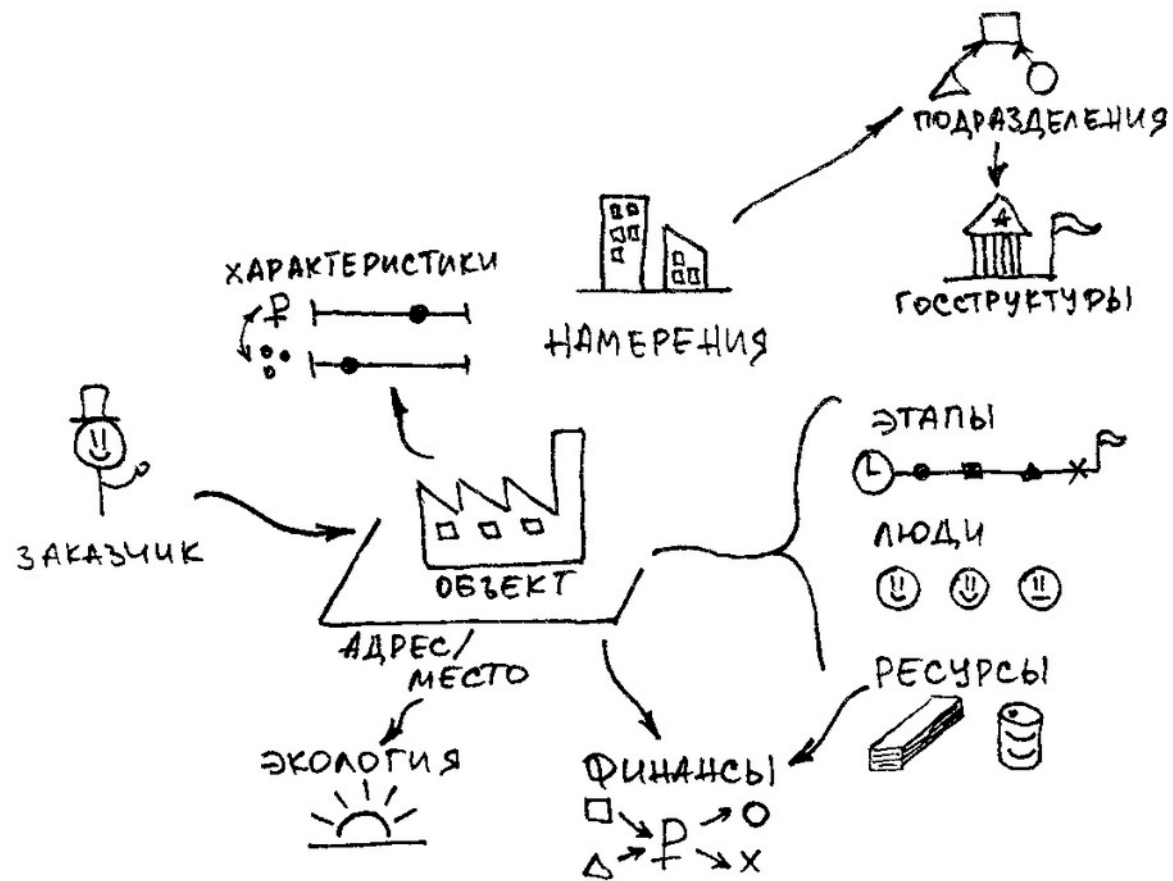 ПОДРАЗДЕЛЕНИЯ
ГОССТРУКТУРЫ
ХАРАКТЕРИСТИКИ
₽
НАМЕРЕНИЯ
ЗАКАЗЧИК
ОБЪЕКТ
АДРЕС/
МЕСТО
ЭТАПЫ
ЛЮДИ
РЕСУРСЫ
ЭКОЛОГИЯ
ФИНАНСЫ
₽